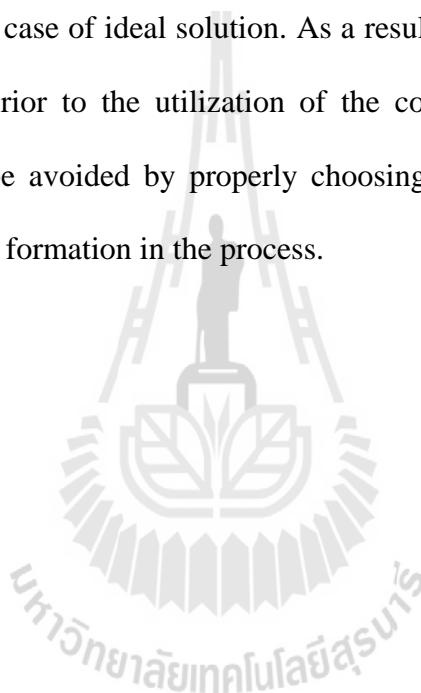 case of ideal solution. As a resul
rior to the utilization of the co
e avoided by properly choosing
formation in the process.
มหาวิทยาลัยเทคโนโลยีสุรนารี